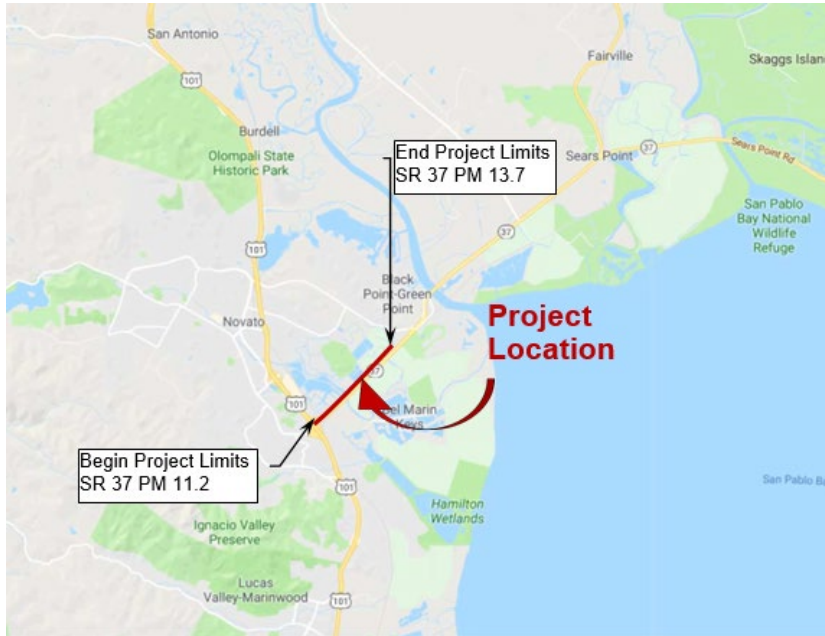 San Antonio
101
Fairville
Skaggs Islan
Burdell
Olompali State
Historic Park
End Project Limits
SR 37 PM 13.7
37
Sears Point
Sears Point Rd
San Pablo
Bay National
Wildlife
Refuge
37
101
Black
Point-Green
Point
Project
Location
Novato
37
101
Del Marin
Keys
Begin Project Limits
SR 37 PM 11.2
101
San Pablo Ba
Hamilton
Wetlands
Ignacio Valley
Preserve
Lucas
Valley-Marinwood
101